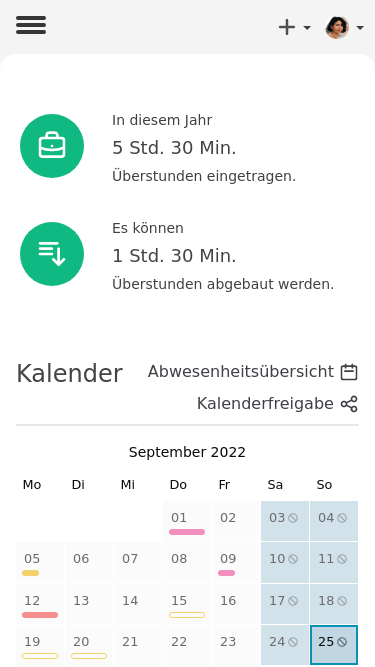 In diesem Jahr
5 Std. 30 Min.
Überstunden eingetragen.
Es können
1 Std. 30 Min.
Überstunden abgebaut werden.
Kalender
Abwesenheitsübersicht
Kalenderfreigabe
September 2022
Mo Di Mi Do Fr Sa So
01 02 03 04
05 06 07 08 09 10 11
12 13 14 15 16 17 18
19 20 21 22 23 24 25